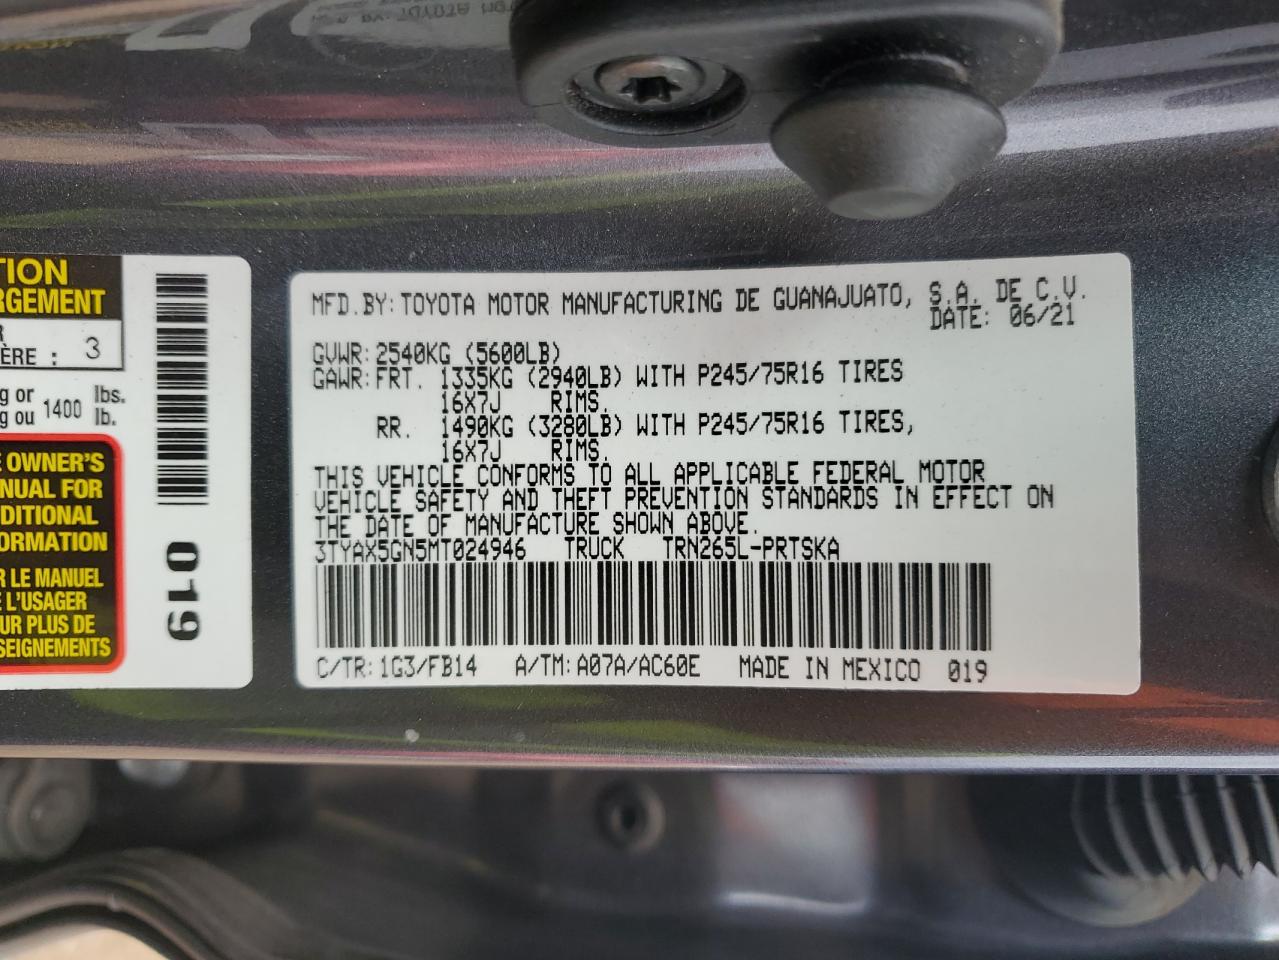 TION
RGEMENT
R
ÈRE : 3
g or
g ou 1400 lbs.
lb.
E OWNER'S
NUAL FOR
DITIONAL
ORMATION
R LE MANUEL
E L'USAGER
UR PLUS DE
SEIGNEMENTS
019
MFD.BY: TOYOTA MOTOR MANUFACTURING DE GUANAJUATO, S.A. DE C.V.
DATE: 06/21
GVWR: 2540KG (5600LB)
GAWR: FRT. 1335KG (2940LB) WITH P245/75R16 TIRES
16X7J RIMS.
RR. 1490KG (3280LB) WITH P245/75R16 TIRES,
16X7J RIMS.
THIS VEHICLE CONFORMS TO ALL APPLICABLE FEDERAL MOTOR
VEHICLE SAFETY AND THEFT PREVENTION STANDARDS IN EFFECT ON
THE DATE OF MANUFACTURE SHOWN ABOVE.
3TYAX5GN5MT024946 TRUCK TRN265L-PRTSKA
C/TR: 1G3/FB14 A/TM: A07A/AC60E MADE IN MEXICO 019